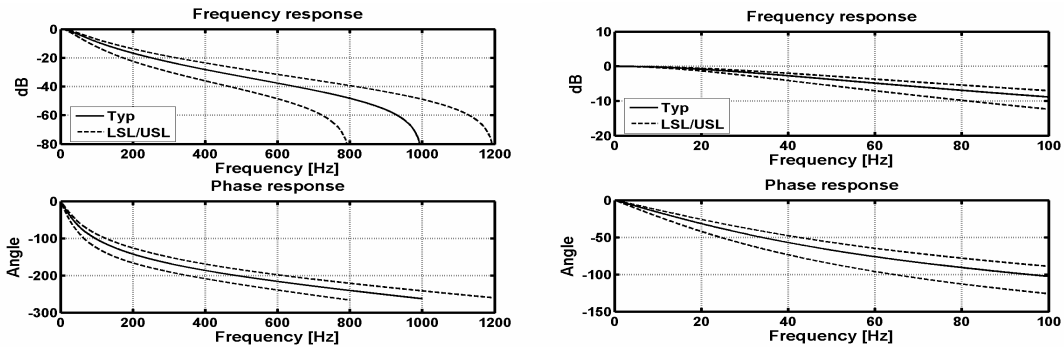 Frequency response
dB
0
-20
-40
-60
-80
Typ
LSL/USL
0 200 400 600 800 1000 1200
Frequency [Hz]
Phase response
Angle
0
-100
-200
-300
0 200 400 600 800 1000 1200
Frequency [Hz]
Frequency response
dB
10
0
-10
-20
Typ
LSL/USL
0 20 40 60 80 100
Frequency [Hz]
Phase response
Angle
0
-50
-100
-150
0 20 40 60 80 100
Frequency [Hz]